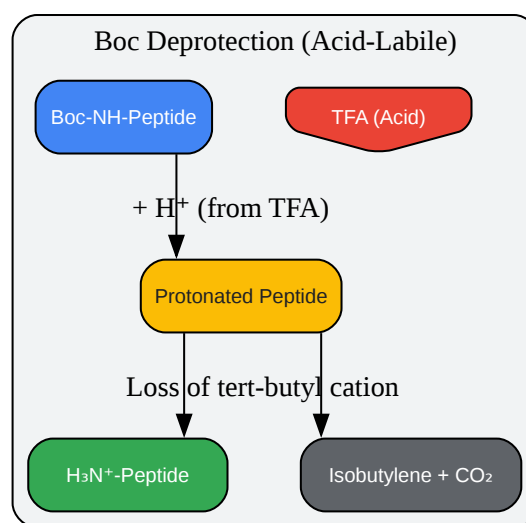 Boc Deprotection (Acid-Labile)
Boc-NH-Peptide
TFA (Acid)
+ H⁺ (from TFA)
Protonated Peptide
Loss of tert-butyl cation
H₃N⁺-Peptide
Isobutylene + CO₂